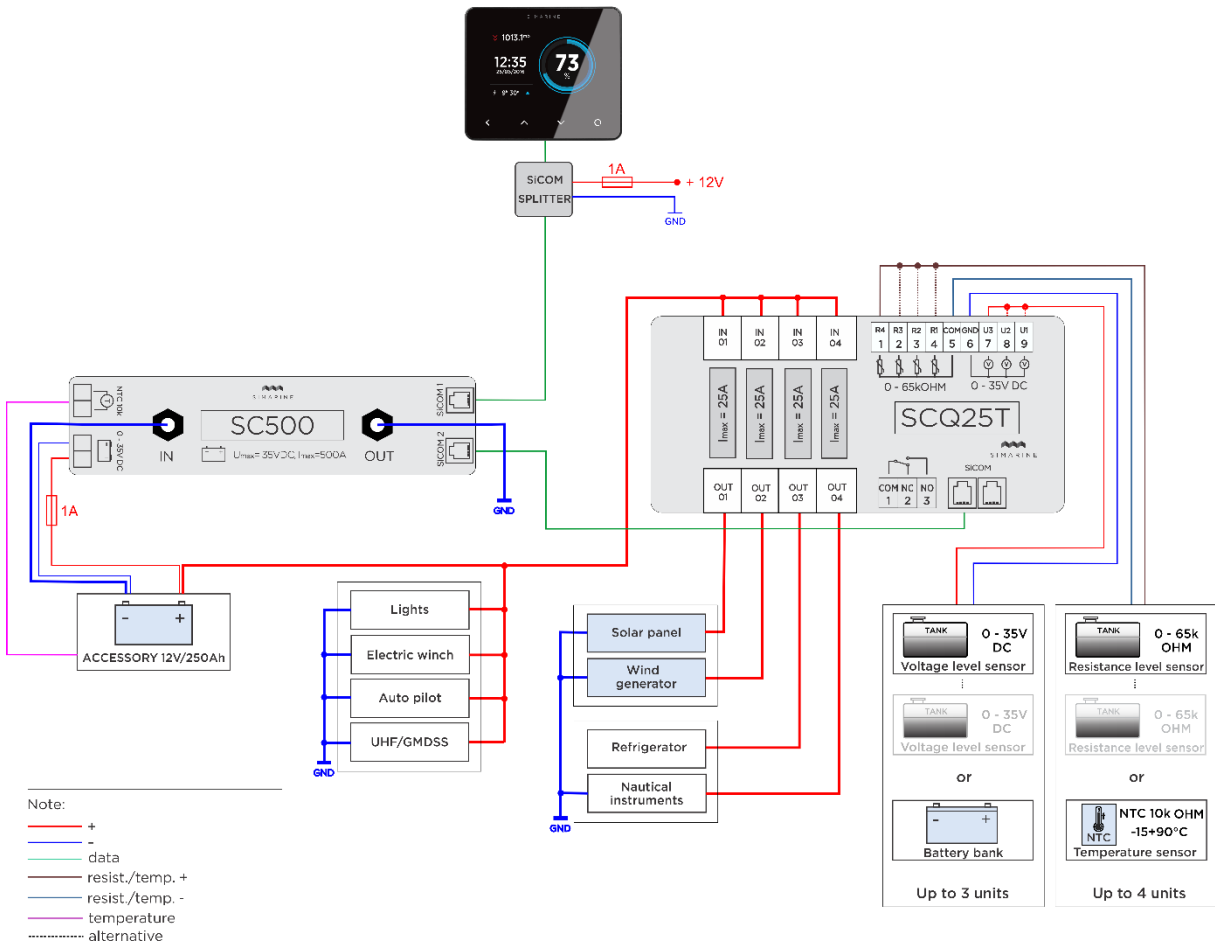 SIMARINE
1013.1
12:35
73
%
SiCOM
SPLITTER
1A
+ 12V
GND
NTC 10k
0 - 35V DC
SIMARINE
SC500
IN
Umax= 35VDC, Imax=500A
OUT
SiCOM 1
SiCOM 2
GND
1A
- +
ACCESSORY 12V/250Ah
IN 01
IN 02
IN 03
IN 04
Imax = 25A
Imax = 25A
Imax = 25A
Imax = 25A
OUT 01
OUT 02
OUT 03
OUT 04
R4 R3 R2 R1 COM GND U3 U2 U1
1 2 3 4 5 6 7 8 9
V V V
0 - 65kOHM
0 - 35V DC
SCQ25T
SIMARINE
COM NC NO
1 2 3
SiCOM
Lights
Electric winch
Auto pilot
UHF/GMDSS
GND
Solar panel
Wind
generator
Refrigerator
Nautical
instruments
GND
TANK
0 - 35V
DC
Voltage level sensor
TANK
0 - 35V
DC
Voltage level sensor
or
- +
Battery bank
Up to 3 units
TANK
0 - 65k
OHM
Resistance level sensor
TANK
0 - 65k
OHM
Resistance level sensor
or
NTC
NTC 10k OHM
-15+90°C
Temperature sensor
Up to 4 units
Note:
+
-
data
resist./temp. +
resist./temp. -
temperature
alternative